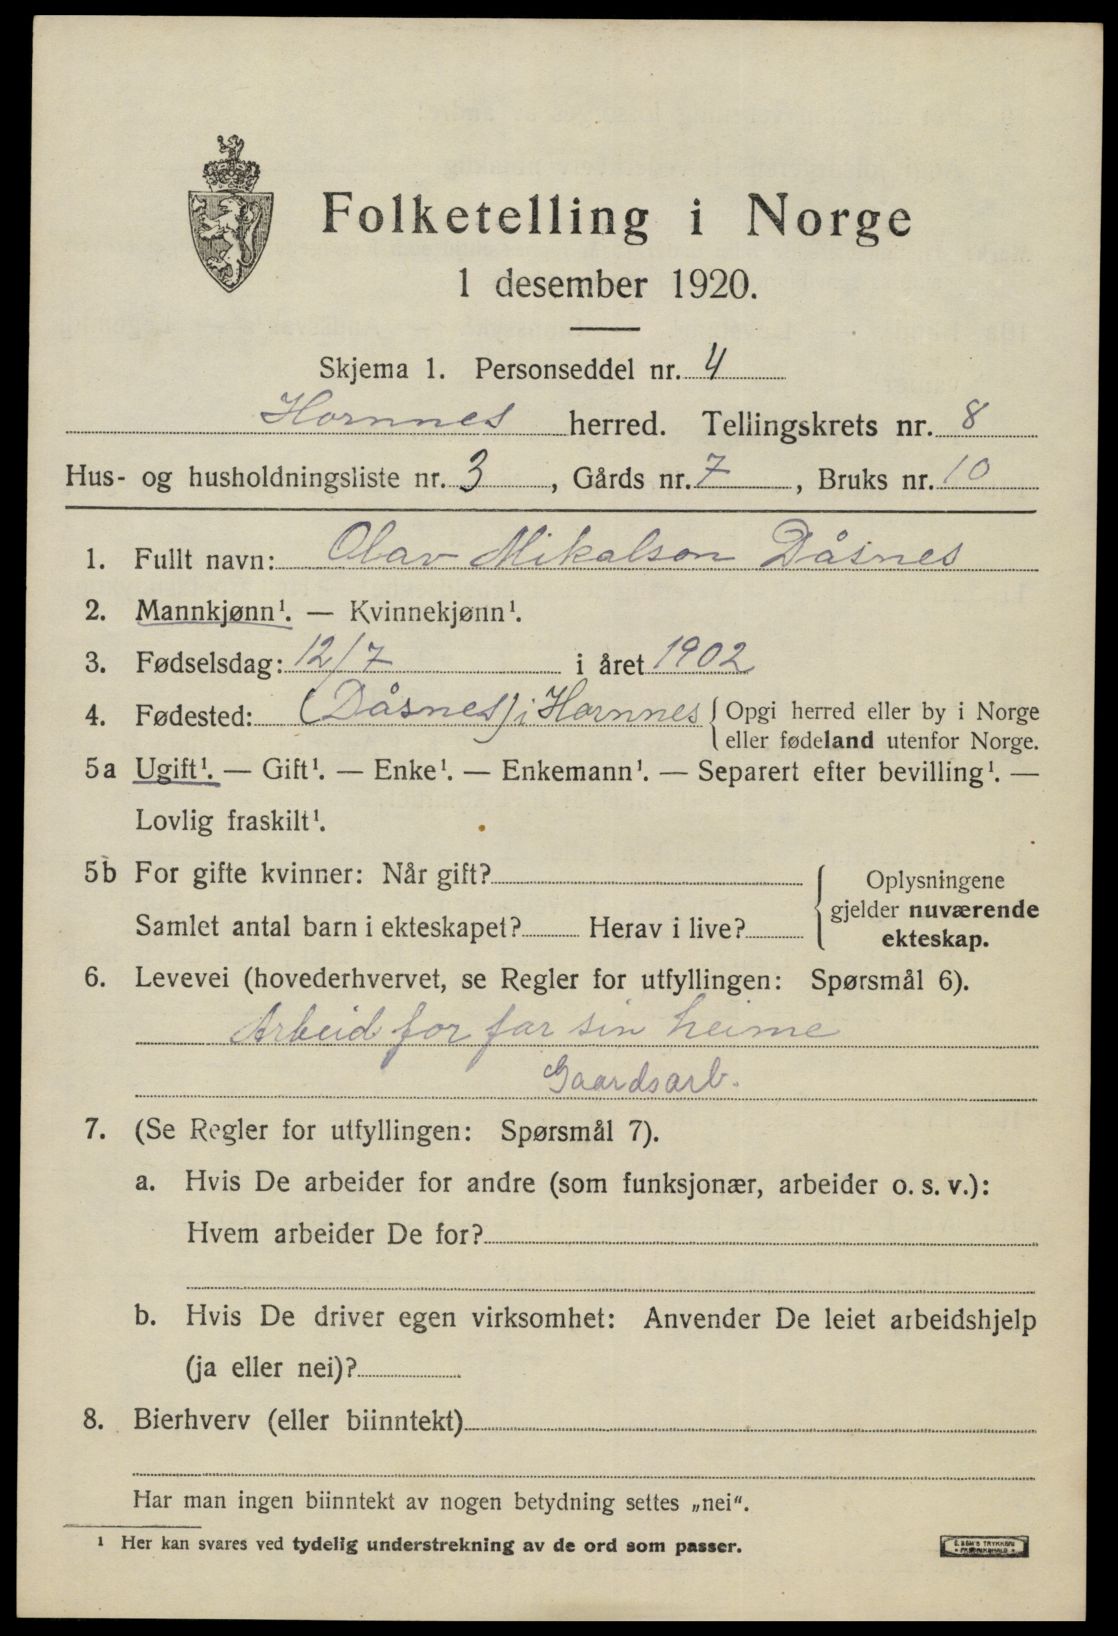 Folketelling i Norge
1 desember 1920.
Skjema 1. Personseddel nr. 4
Hornnes herred. Tellingskrets nr. 8
Hus- og husholdningsliste nr. 3, Gårds nr. 7, Bruks nr. 10
1. Fullt navn: Olav Mikalson Dåsnes
2. Mannkjønn¹. — Kvinnekjønn¹.
3. Fødselsdag: 12/7 i året 1902
4. Fødested: (Dåsnes) i Hornnes { Opgi herred eller by i Norge
eller fødeland utenfor Norge.
5a Ugift¹. — Gift¹. — Enke¹. — Enkemann¹. — Separert efter bevilling¹. —
Lovlig fraskilt¹.
5b For gifte kvinner: Når gift?
Samlet antal barn i ekteskapet? Herav i live?
Oplysningene
gjelder nuværende
ekteskap.
6. Levevei (hovederhvervet, se Regler for utfyllingen: Spørsmål 6).
Arbeid for far sin heime
Gaardsarb.
7. (Se Regler for utfyllingen: Spørsmål 7).
a. Hvis De arbeider for andre (som funksjonær, arbeider o. s. v.):
Hvem arbeider De for?
b. Hvis De driver egen virksomhet: Anvender De leiet arbeidshjelp
(ja eller nei)?
8. Bierhverv (eller biinntekt)
Har man ingen biinntekt av nogen betydning settes „nei“.
¹ Her kan svares ved tydelig understrekning av de ord som passer.